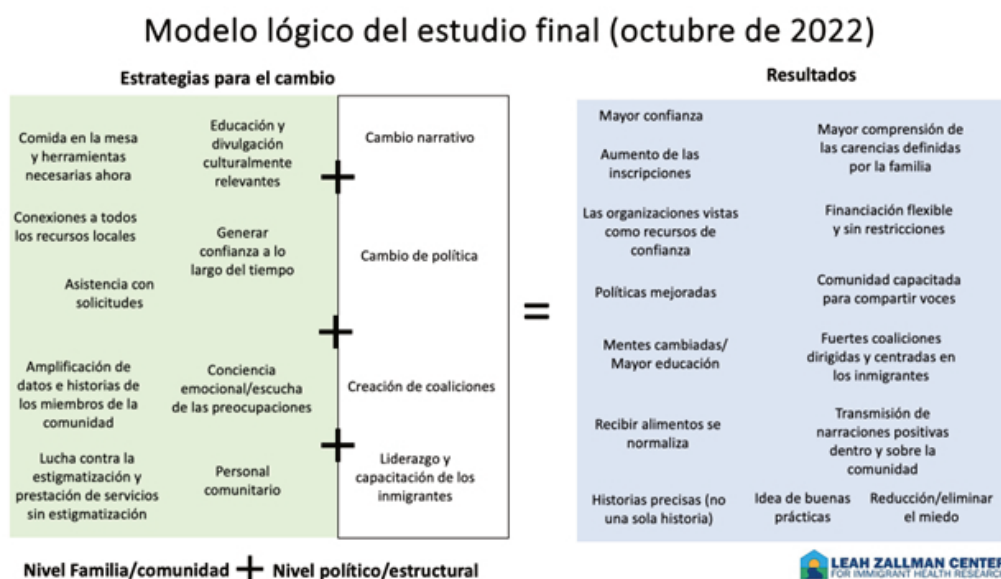 Modelo lógico del estudio final (octubre de 2022)
Estrategias para el cambio
Comida en la mesa
y herramientas
necesarias ahora
Educación y
divulgación
culturalmente
relevantes
Conexiones a todos
los recursos locales
Generar
confianza a lo
largo del tiempo
Asistencia con
solicitudes
Amplificación de
datos e historias de
los miembros de la
comunidad
Conciencia
emocional/escucha
de las preocupaciones
Lucha contra la
estigmatización y
prestación de servicios
sin estigmatización
Personal
comunitario
+
+
+
Cambio narrativo
Cambio de política
Creación de coaliciones
Liderazgo y
capacitación de los
inmigrantes
=
Resultados
Mayor confianza
Aumento de las
inscripciones
Mayor comprensión de
las carencias definidas
por la familia
Las organizaciones vistas
como recursos de
confianza
Financiación flexible
y sin restricciones
Políticas mejoradas
Comunidad capacitada
para compartir voces
Mentes cambiadas/
Mayor educación
Fuertes coaliciones
dirigidas y centradas en
los inmigrantes
Recibir alimentos se
normaliza
Transmisión de
narraciones positivas
dentro y sobre la
comunidad
Historias precisas (no
una sola historia)
Idea de buenas
prácticas
Reducción/eliminar
el miedo
Nivel Familia/comunidad + Nivel político/estructural
LEAH ZALLMAN CENTER
FOR IMMIGRANT HEALTH RESEARCH